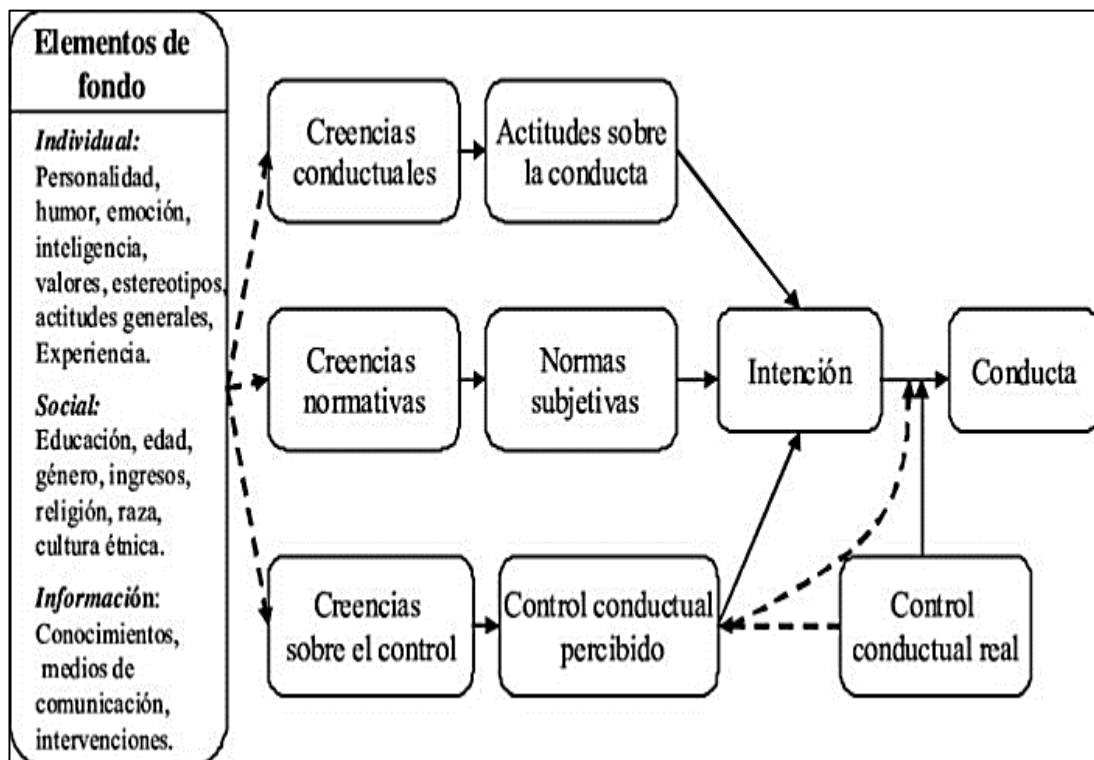 Elementos de
fondo
Individual:
Personalidad,
humor, emoción,
inteligencia,
valores, estereotipos,
actitudes generales,
Experiencia.
Social:
Educación, edad,
género, ingresos,
religión, raza,
cultura étnica.
Información:
Conocimientos,
medios de
comunicación,
intervenciones.
Creencias
conductuales
Actitudes sobre
la conducta
Creencias
normativas
Normas
subjetivas
Intención
Conducta
Creencias
sobre el control
Control conductual
percibido
Control
conductual real